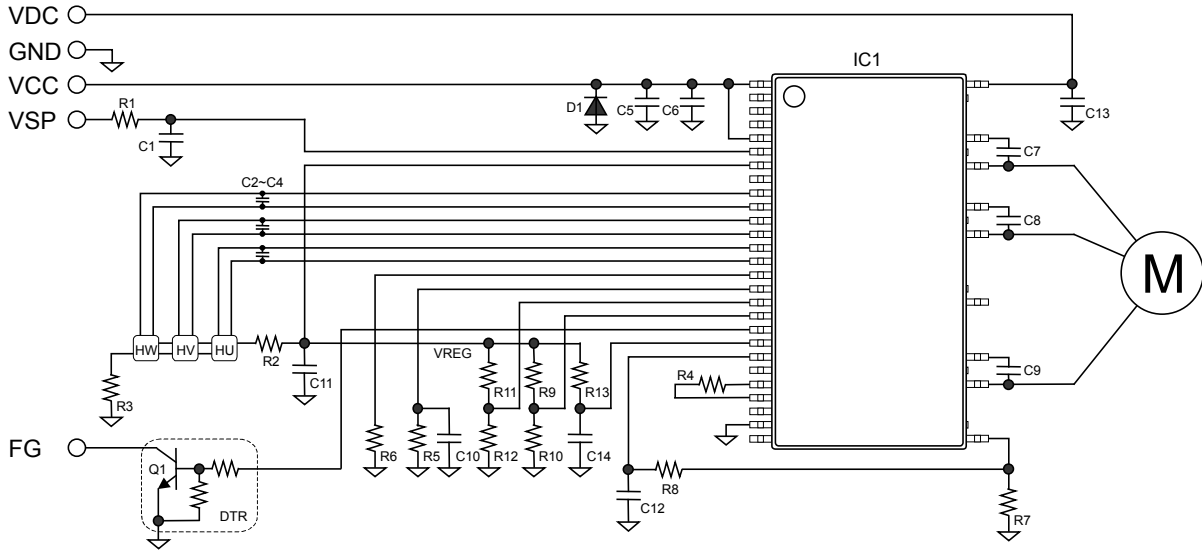 VDC
GND
IC1
VCC
R1
D1
C5
C6
C13
VSP
C1
C7
C2~C4
C8
M
HW
HV
HU
R2
VREG
C11
R11
R9
R13
R4
C9
R3
FG
R6
R5
C10
R12
R10
C14
Q1
R8
C12
R7
DTR